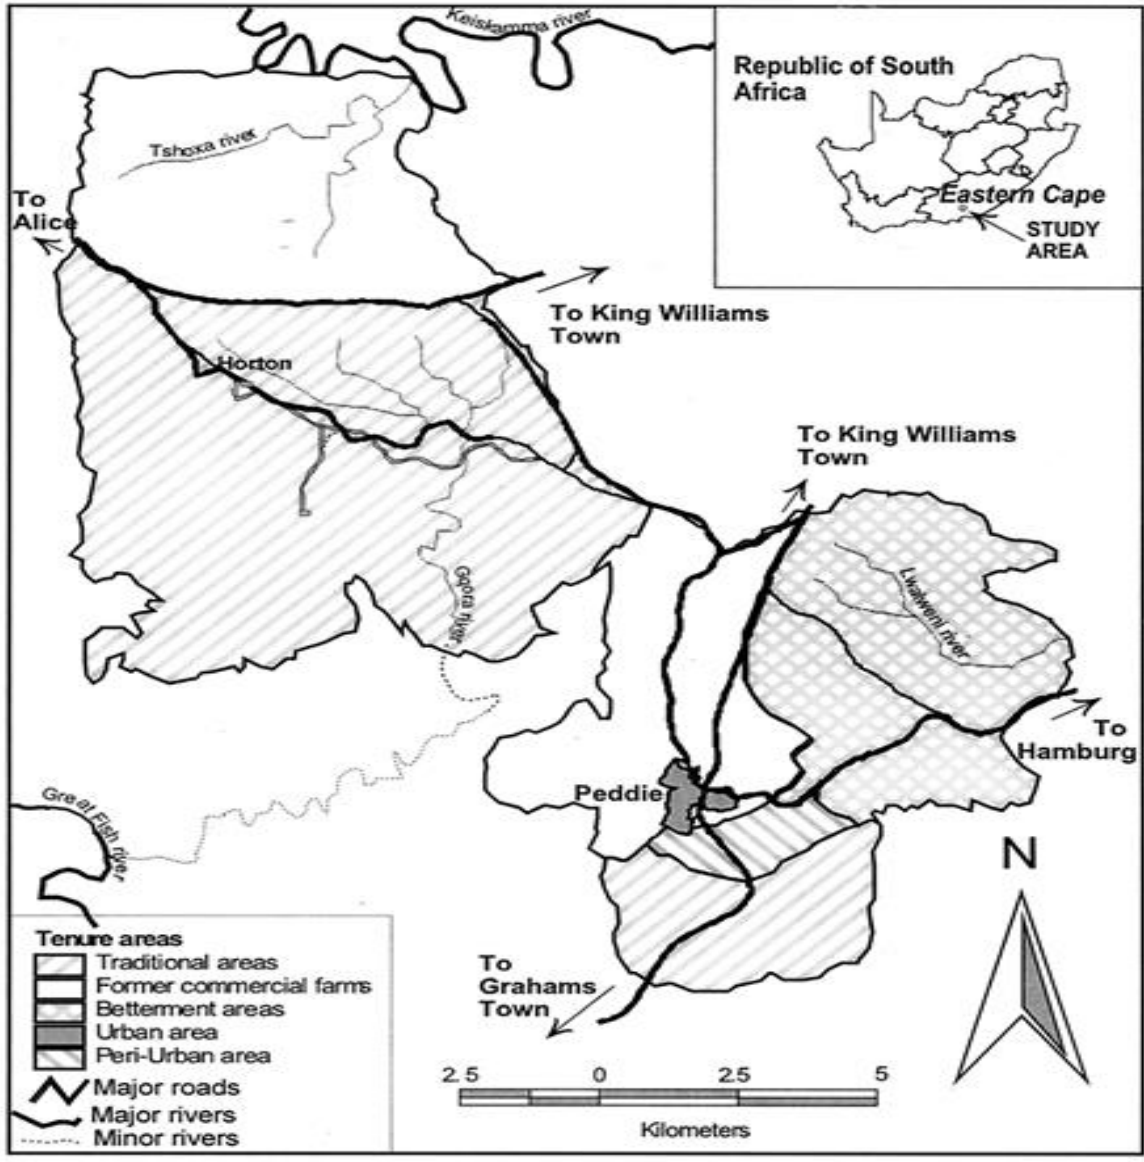 Keiskamma river
Republic of South
Africa
Tshoxa river
Eastern Cape
STUDY
AREA
To
Alice
To King Williams
Town
Horton
To King Williams
Town
Gqora river
Lwalweni river
To
Hamburg
Peddie
Great Fish river
N
To
Grahams
Town
Tenure areas
Traditional areas
Former commercial farms
Betterment areas
Urban area
Peri-Urban area
Major roads
Major rivers
Minor rivers
2.5 0 2.5 5
Kilometers